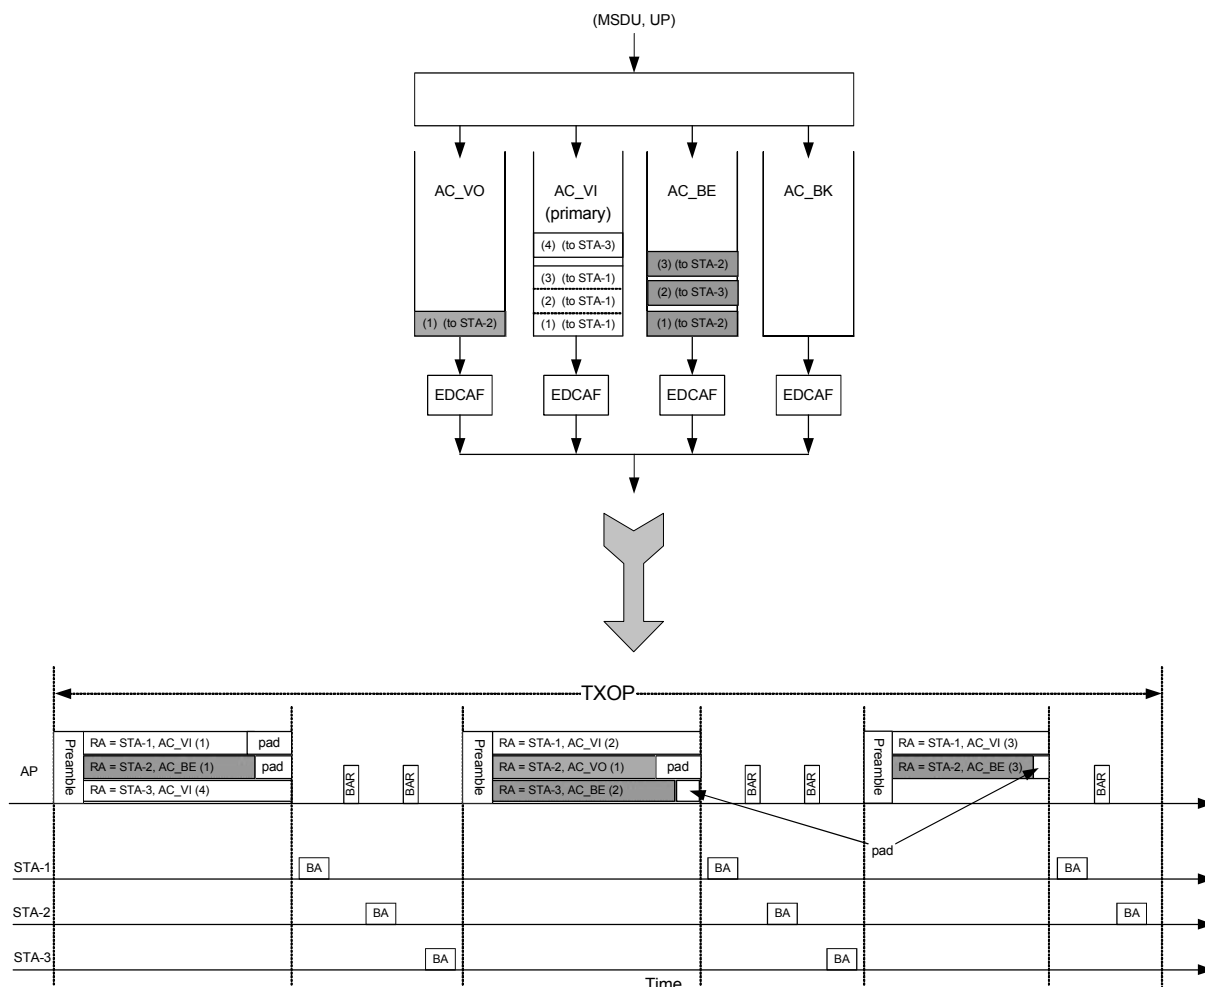 (MSDU, UP)
AC_VO
AC_VI
(primary)
AC_BE
AC_BK
(4) (to STA-3)
(3) (to STA-1)
(2) (to STA-1)
(1) (to STA-1)
(3) (to STA-2)
(2) (to STA-3)
(1) (to STA-2)
(1) (to STA-2)
EDCAF
EDCAF
EDCAF
EDCAF
TXOP
AP
Preamble
RA = STA-1, AC_VI (1)
pad
RA = STA-2, AC_BE (1)
pad
RA = STA-3, AC_VI (4)
BAR
BAR
Preamble
RA = STA-1, AC_VI (2)
RA = STA-2, AC_VO (1)
pad
RA = STA-3, AC_BE (2)
BAR
BAR
Preamble
RA = STA-1, AC_VI (3)
RA = STA-2, AC_BE (3)
BAR
pad
STA-1
BA
BA
BA
STA-2
BA
BA
BA
STA-3
BA
BA
Time